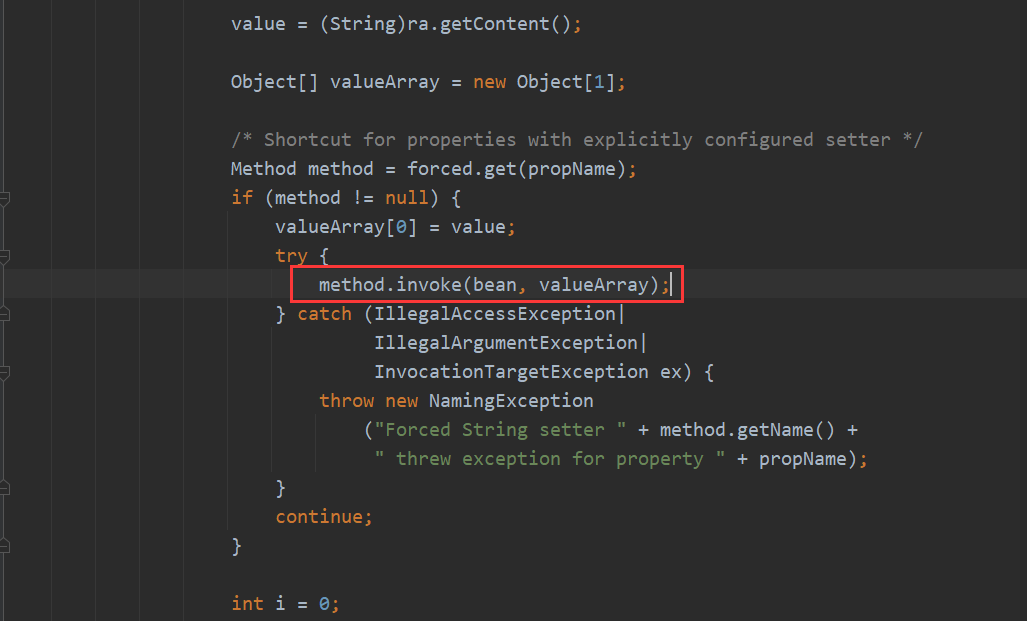 value = (String)ra.getContent();
Object[] valueArray = new Object[1];
/* Shortcut for properties with explicitly configured setter */
Method method = forced.get(propName);
if (method != null) {
valueArray[0] = value;
try {
method.invoke(bean, valueArray);
} catch (IllegalAccessException|
IllegalArgumentException|
InvocationTargetException ex) {
throw new NamingException
("Forced String setter " + method.getName() +
" threw exception for property " + propName);
}
continue;
}
int i = 0;